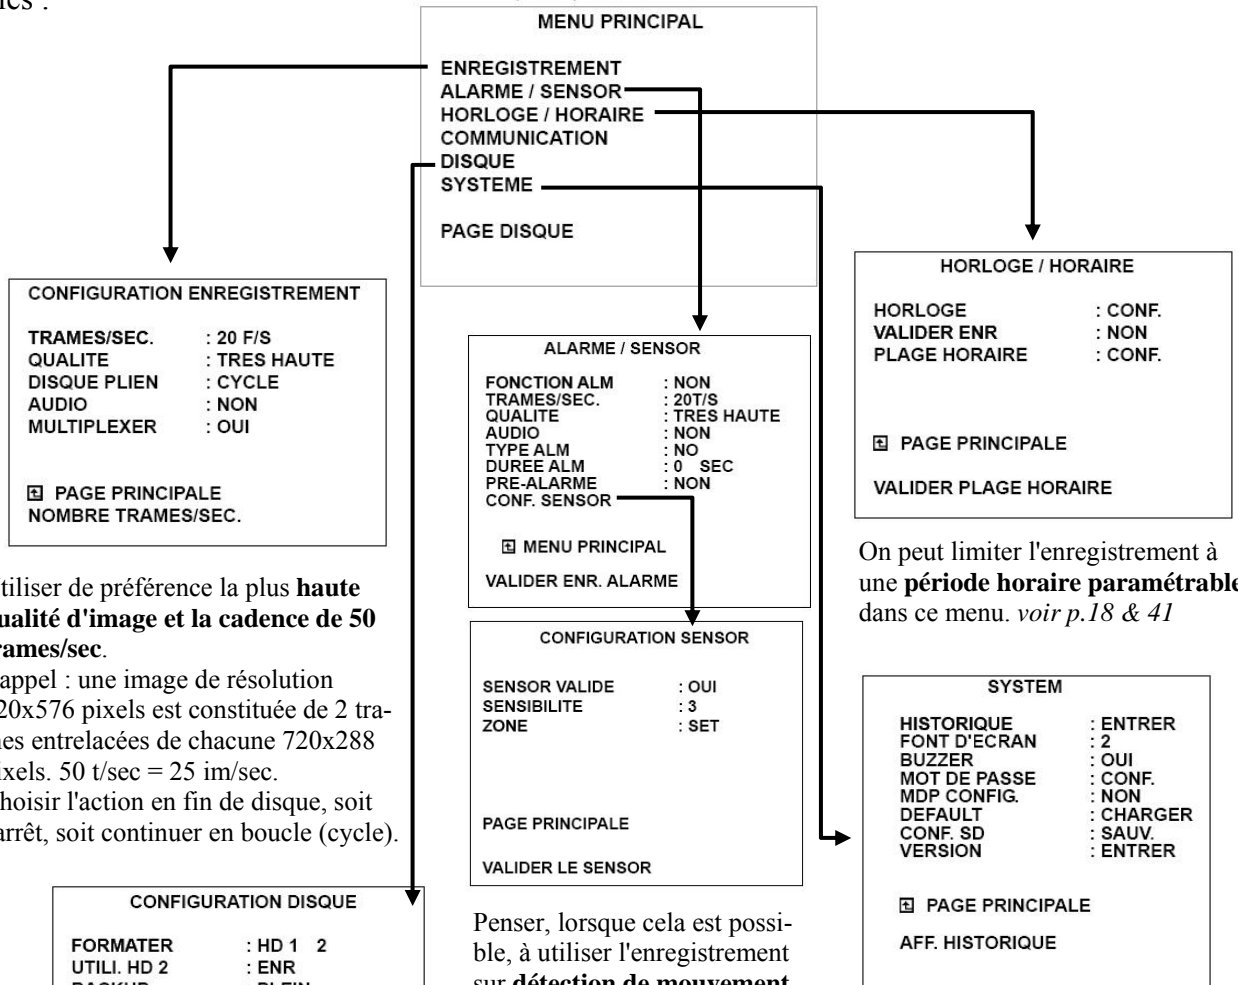 MENU PRINCIPAL
ENREGISTREMENT
ALARME / SENSOR
HORLOGE / HORAIRE
COMMUNICATION
DISQUE
SYSTEME
PAGE DISQUE
CONFIGURATION ENREGISTREMENT
TRAMES/SEC. : 20 F/S
QUALITE : TRES HAUTE
DISQUE PLIEN : CYCLE
AUDIO : NON
MULTIPLEXER : OUI
PAGE PRINCIPALE
NOMBRE TRAMES/SEC.
tiliser de préférence la plus haute
ualité d'image et la cadence de 50
rames/sec.
appel : une image de résolution
20x576 pixels est constituée de 2 tra-
nes entrelacées de chacune 720x288
ixels. 50 t/sec = 25 im/sec.
hoisir l'action en fin de disque, soit
arrêt, soit continuer en boucle (cycle).
CONFIGURATION DISQUE
FORMATER : HD 1 2
UTILI. HD 2 : ENR
BACKUP : PLEIN
ALARME / SENSOR
FONCTION ALM : NON
TRAMES/SEC. : 20T/S
QUALITE : TRES HAUTE
AUDIO : NON
TYPE ALM : NO
DUREE ALM : 0 SEC
PRE-ALARME : NON
CONF. SENSOR
MENU PRINCIPAL
VALIDER ENR. ALARME
CONFIGURATION SENSOR
SENSOR VALIDE : OUI
SENSIBILITE : 3
ZONE : SET
PAGE PRINCIPALE
VALIDER LE SENSOR
Penser, lorsque cela est possi-
ble, à utiliser l'enregistrement
sur détection de mouvement
HORLOGE / HORAIRE
HORLOGE : CONF.
VALIDER ENR : NON
PLAGE HORAIRE : CONF.
PAGE PRINCIPALE
VALIDER PLAGE HORAIRE
On peut limiter l'enregistrement à
une période horaire paramétrable
dans ce menu. voir p.18 & 41
SYSTEM
HISTORIQUE : ENTRER
FONT D'ECRAN : 2
BUZZER : OUI
MOT DE PASSE : CONF.
MDP CONFIG. : NON
DEFAULT : CHARGER
CONF. SD : SAUV.
VERSION : ENTRER
PAGE PRINCIPALE
AFF. HISTORIQUE